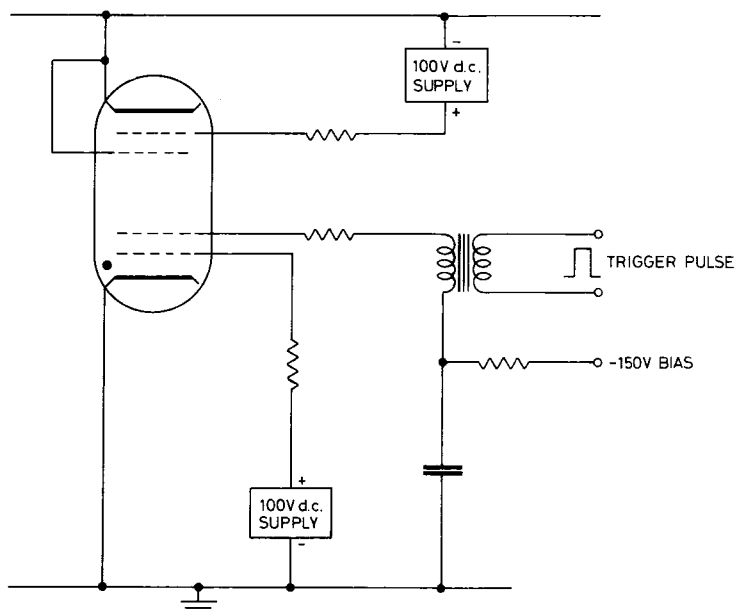 -
100V d.c.
SUPPLY
+
TRIGGER PULSE
-150V BIAS
+
100V d.c.
SUPPLY
-